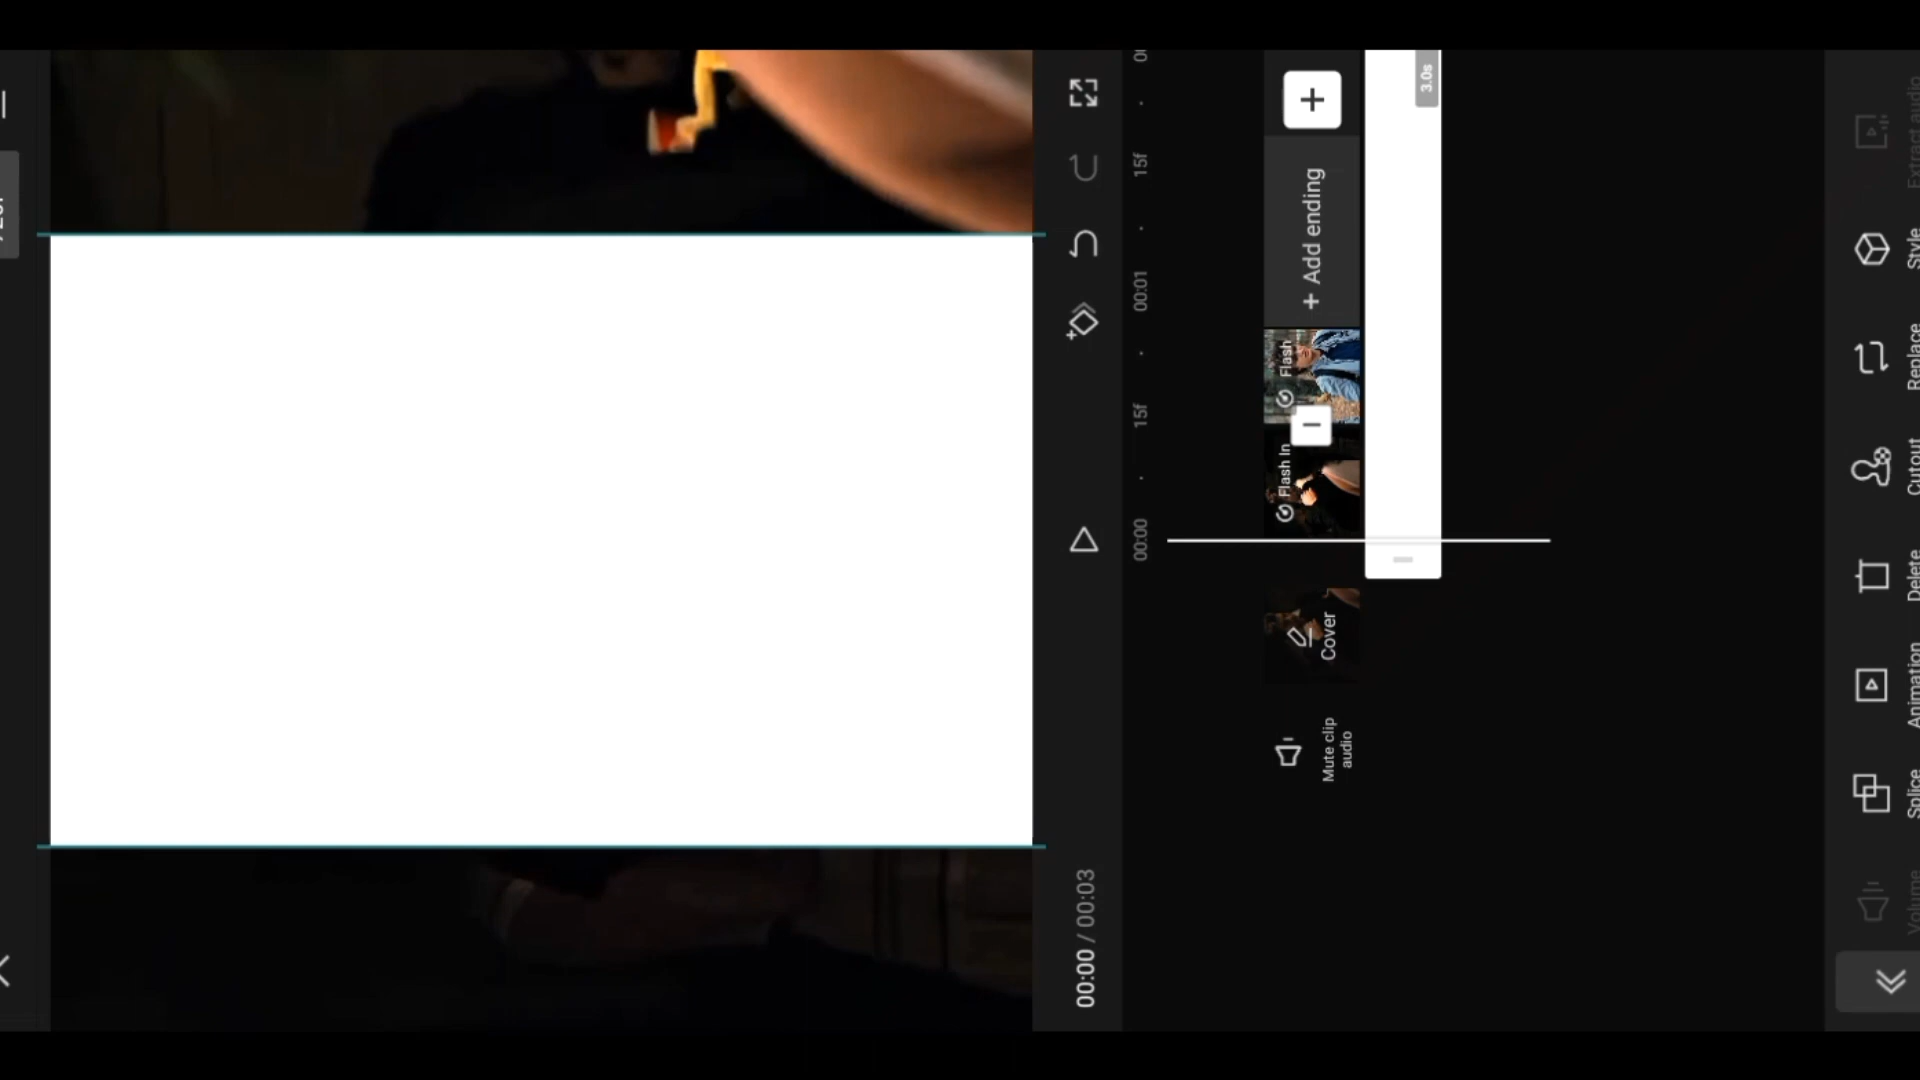 00:00 / 00:03
00:00
15f
00:01
15f
Mute clip
audio
Cover
Flash In
Flash
+ Add ending
3.0s
Volume
Splice
Animation
Delete
Cutout
Replace
Style
Extract audio